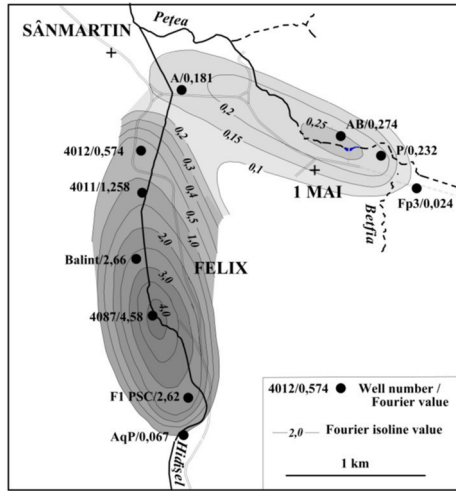 SÂNMARTIN
Pețea
A/0,181
0,2
0,25
AB/0,274
0,2
0,15
P/0,232
4012/0,574
0,3
0,1
4011/1,258
0,4
1 MAI
Fp3/0,024
0,5
1,0
Betfia
2,0
Balint/2,66
FELIX
3,0
4087/4,58
4,0
F1 PSC/2,62
AqP/0,067
Hidișel
4012/0,574 Well number /
Fourier value
2,0 Fourier isoline value
1 km